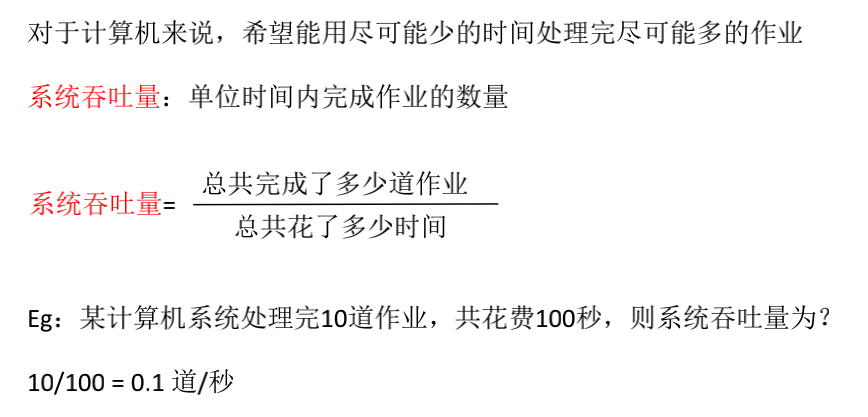 对于计算机来说，希望能用尽可能少的时间处理完尽可能多的作业
系统吞吐量：单位时间内完成作业的数量
总共完成了多少道作业
系统吞吐量=
总共花了多少时间
Eg：某计算机系统处理完10道作业，共花费100秒，则系统吞吐量为？
10/100 = 0.1 道/秒